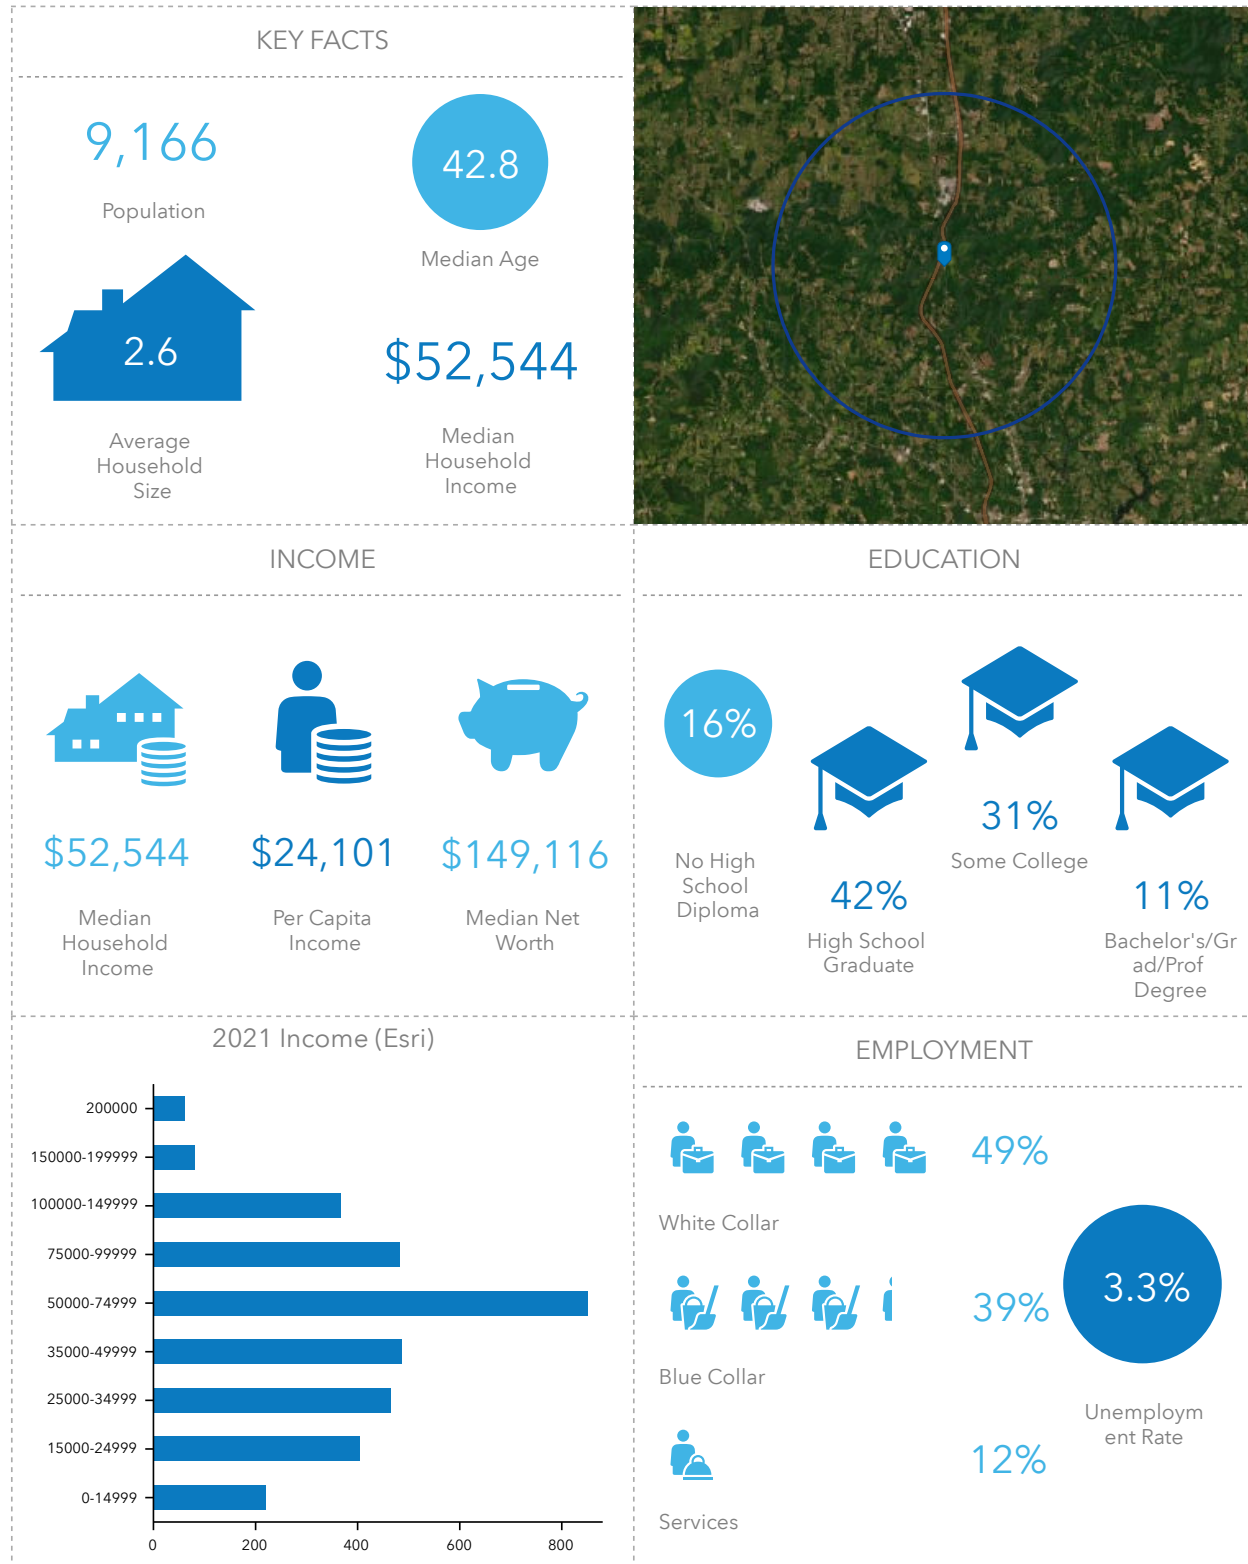 KEY FACTS
9,166
Population
42.8
Median Age
2.6
Average
Household
Size
$52,544
Median
Household
Income
INCOME
$52,544
Median
Household
Income
$24,101
Per Capita
Income
$149,116
Median Net
Worth
EDUCATION
16%
No High
School
Diploma
42%
High School
Graduate
31%
Some College
11%
Bachelor's/Gr
ad/Prof
Degree
2021 Income (Esri)
200000
150000-199999
100000-149999
75000-99999
50000-74999
35000-49999
25000-34999
15000-24999
0-14999
0 200 400 600 800
EMPLOYMENT
49%
White Collar
39%
Blue Collar
12%
Services
3.3%
Unemploym
ent Rate